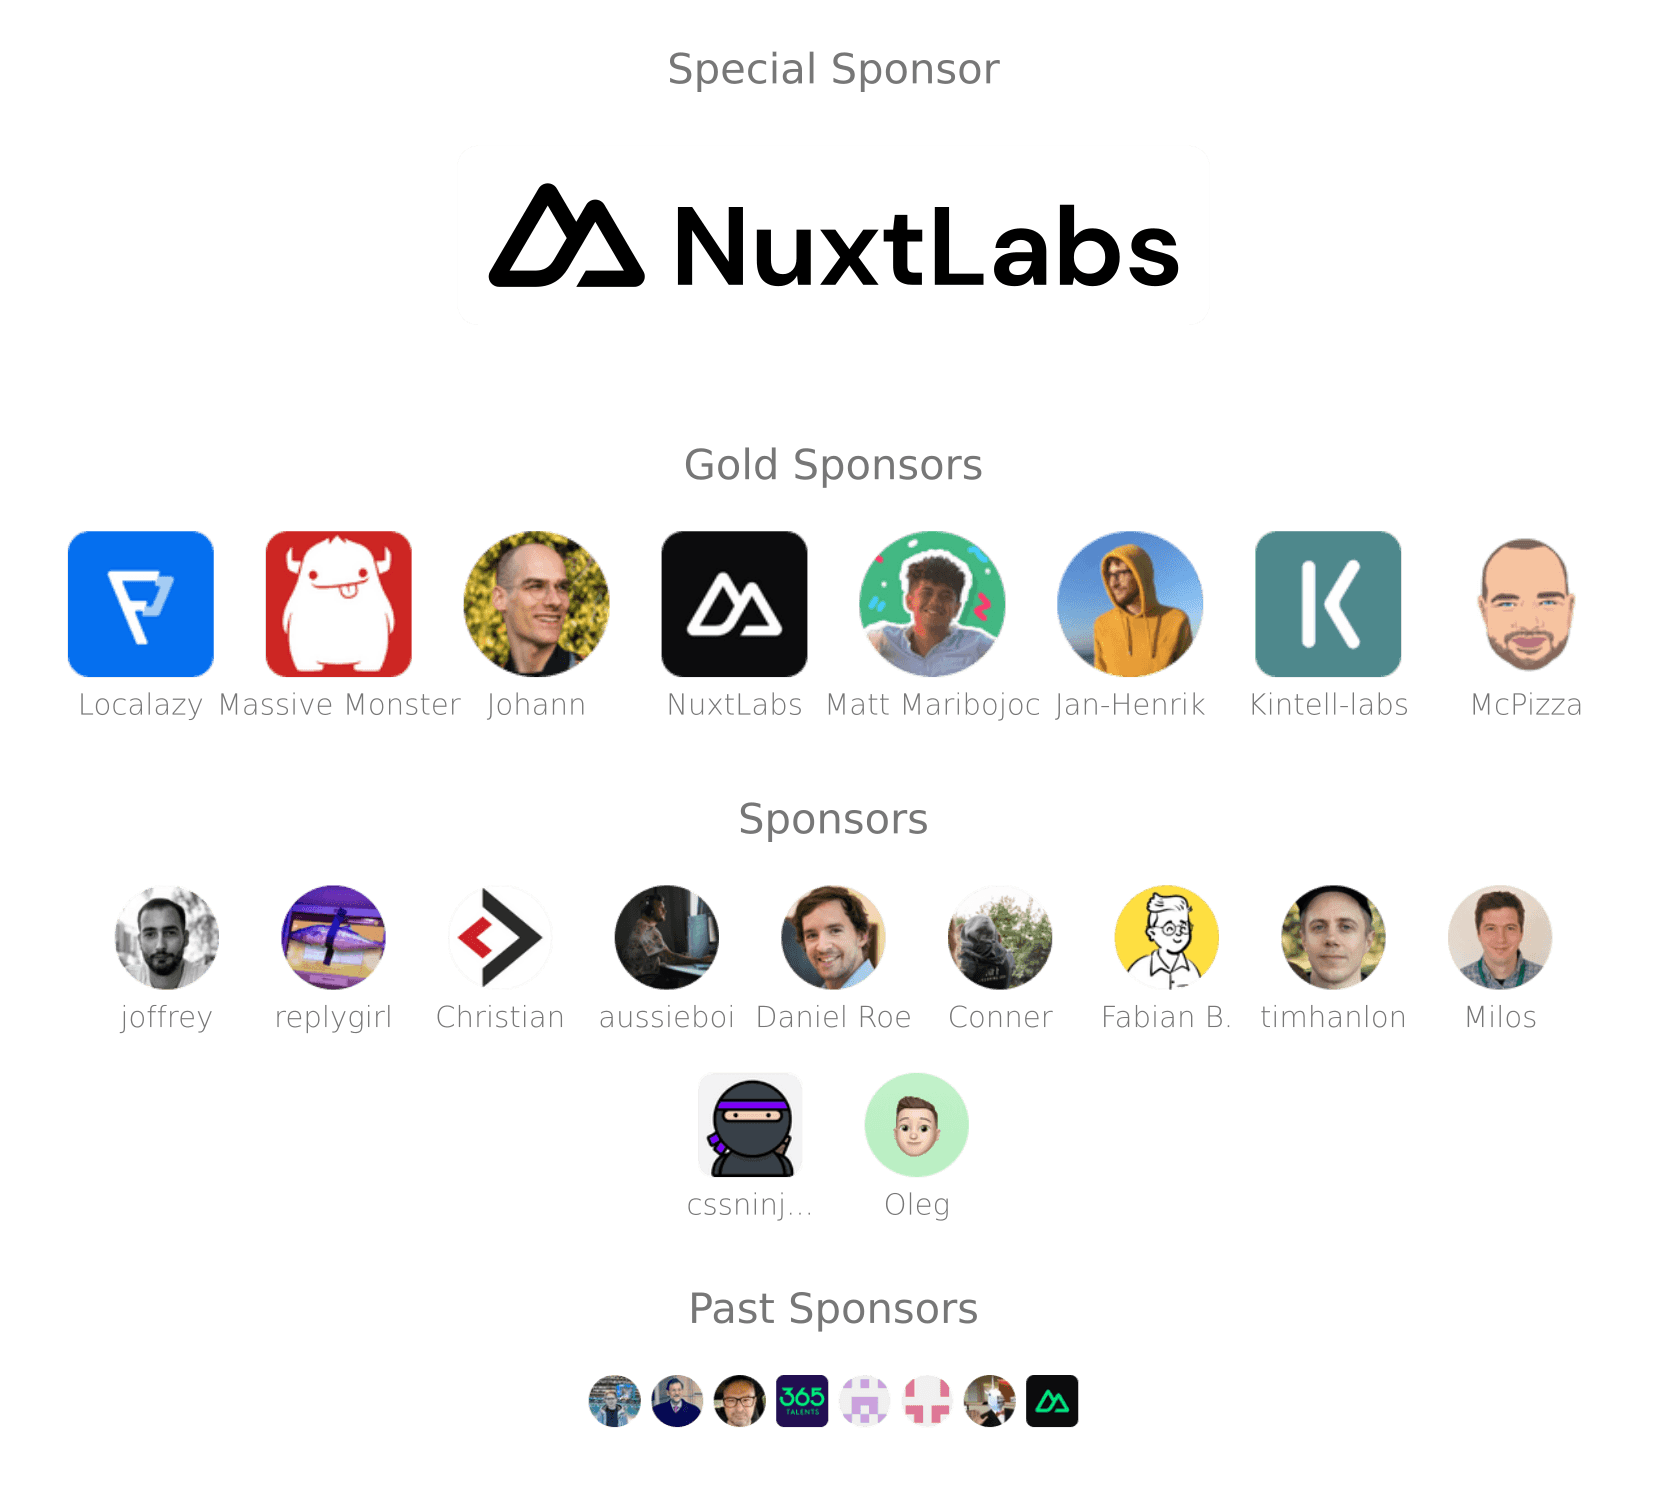 Special Sponsor
NuxtLabs
Gold Sponsors
Localazy Massive Monster Johann NuxtLabs Matt Maribojoc Jan-Henrik Kintell-labs McPizza
Sponsors
joffrey replygirl Christian aussieboi Daniel Roe Conner Fabian B. timhanlon Milos
cssninj... Oleg
Past Sponsors
365
TALENTS